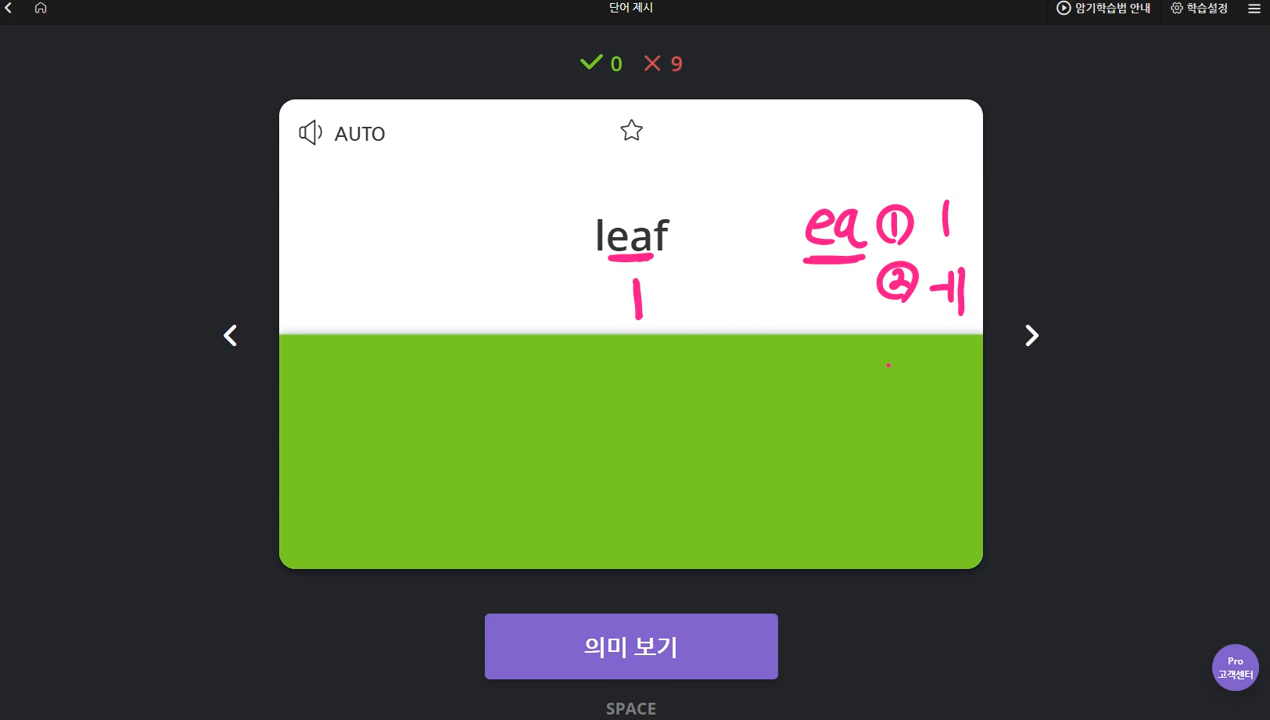 단어 제시
암기학습법 안내
학습설정
0 9
AUTO
leaf
ㅣ
ea ① ㅣ
② ㅔ
의미 보기
SPACE
Pro
고객센터